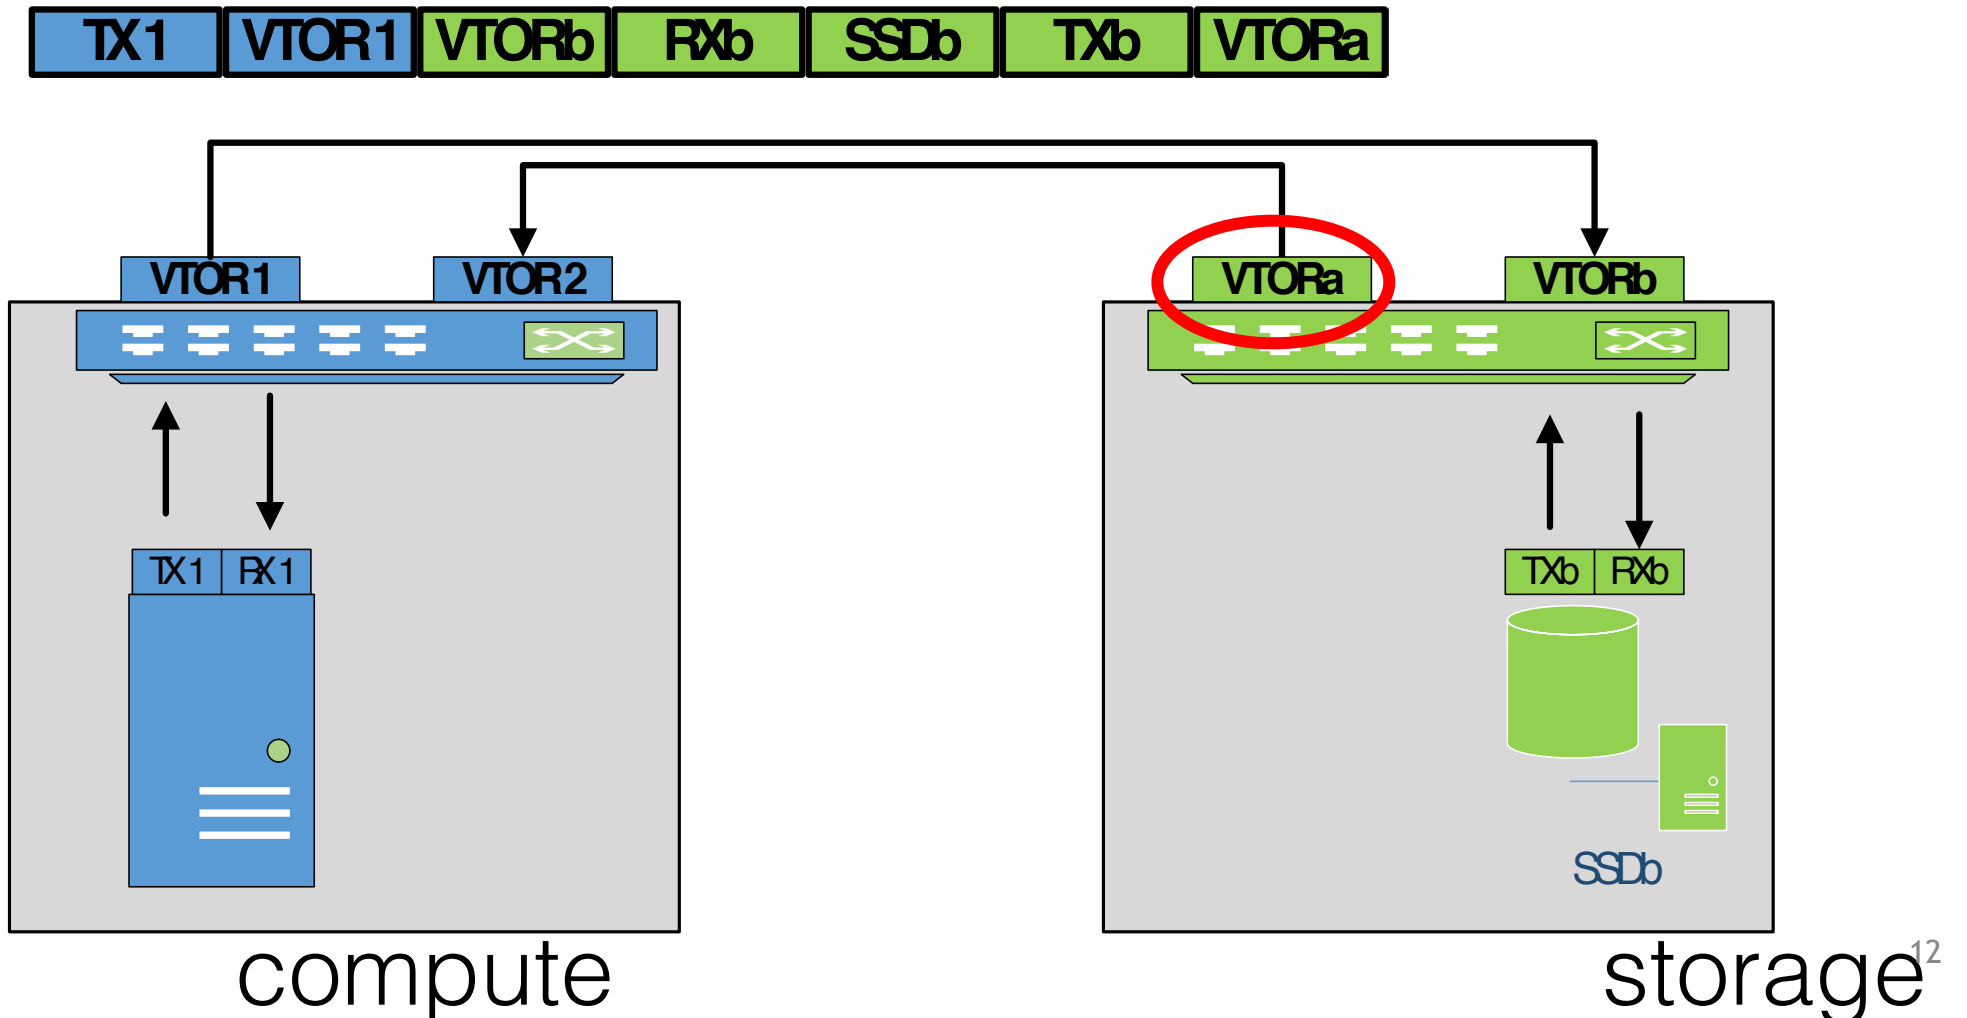 TX1 VTOR1 VTORb RXb SSDb TXb VTORa
VTOR1 VTOR2 VTORa VTORb
TX1 RX1 TXb RXb
SSDb
compute storage 12